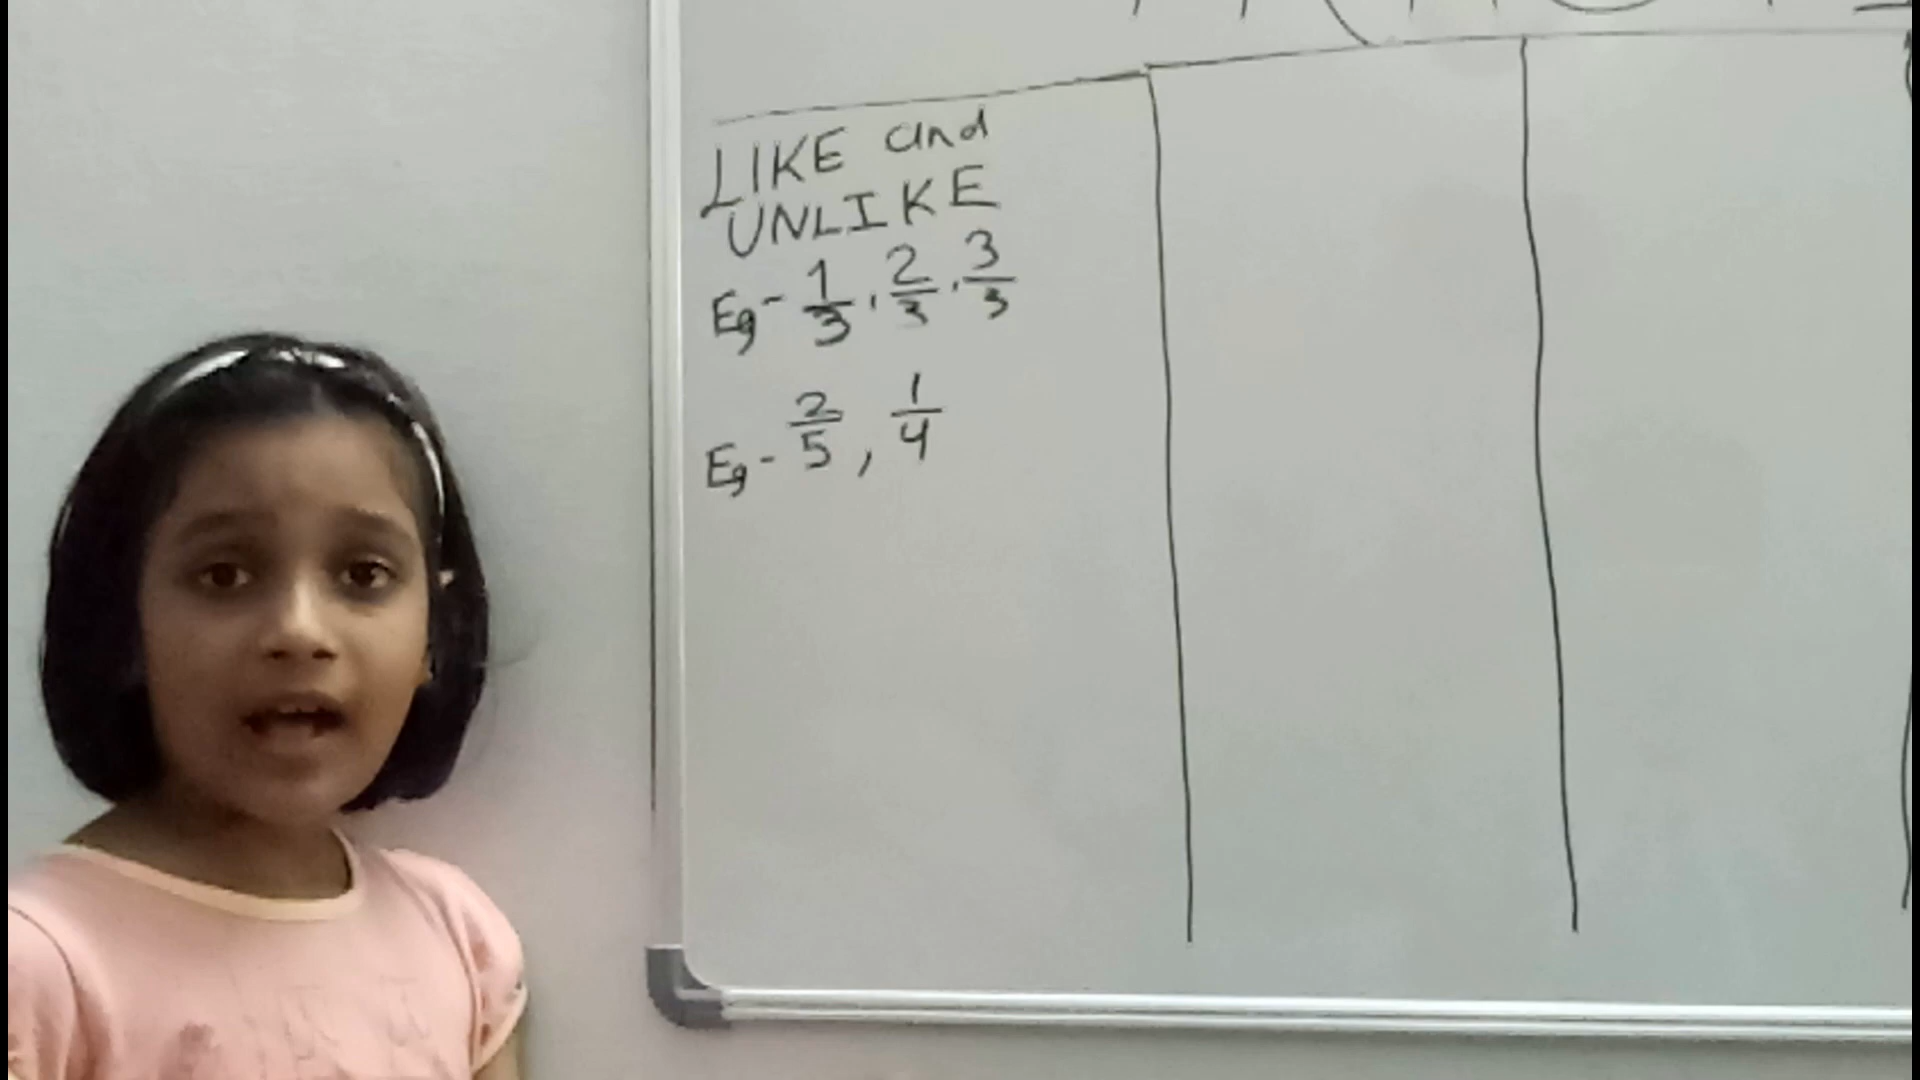 LIKE and
UNLIKE
Eg- 1/3, 2/3, 3/3
Eg- 2/5, 1/4